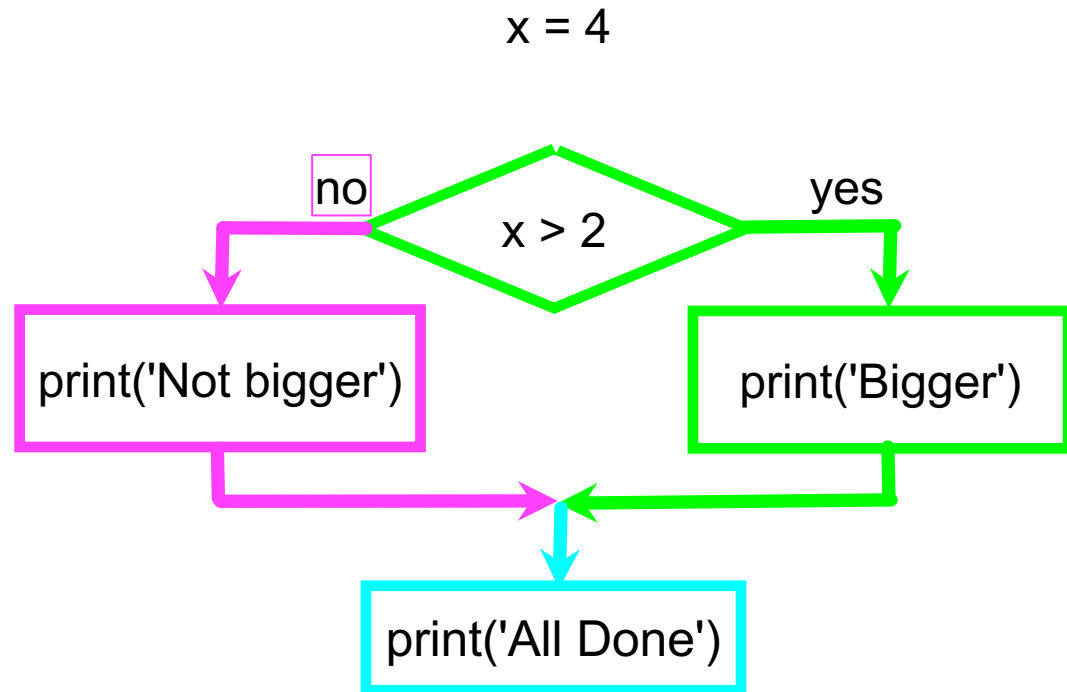 x = 4
no
yes
x > 2
print('Not bigger')
print('Bigger')
print('All Done')